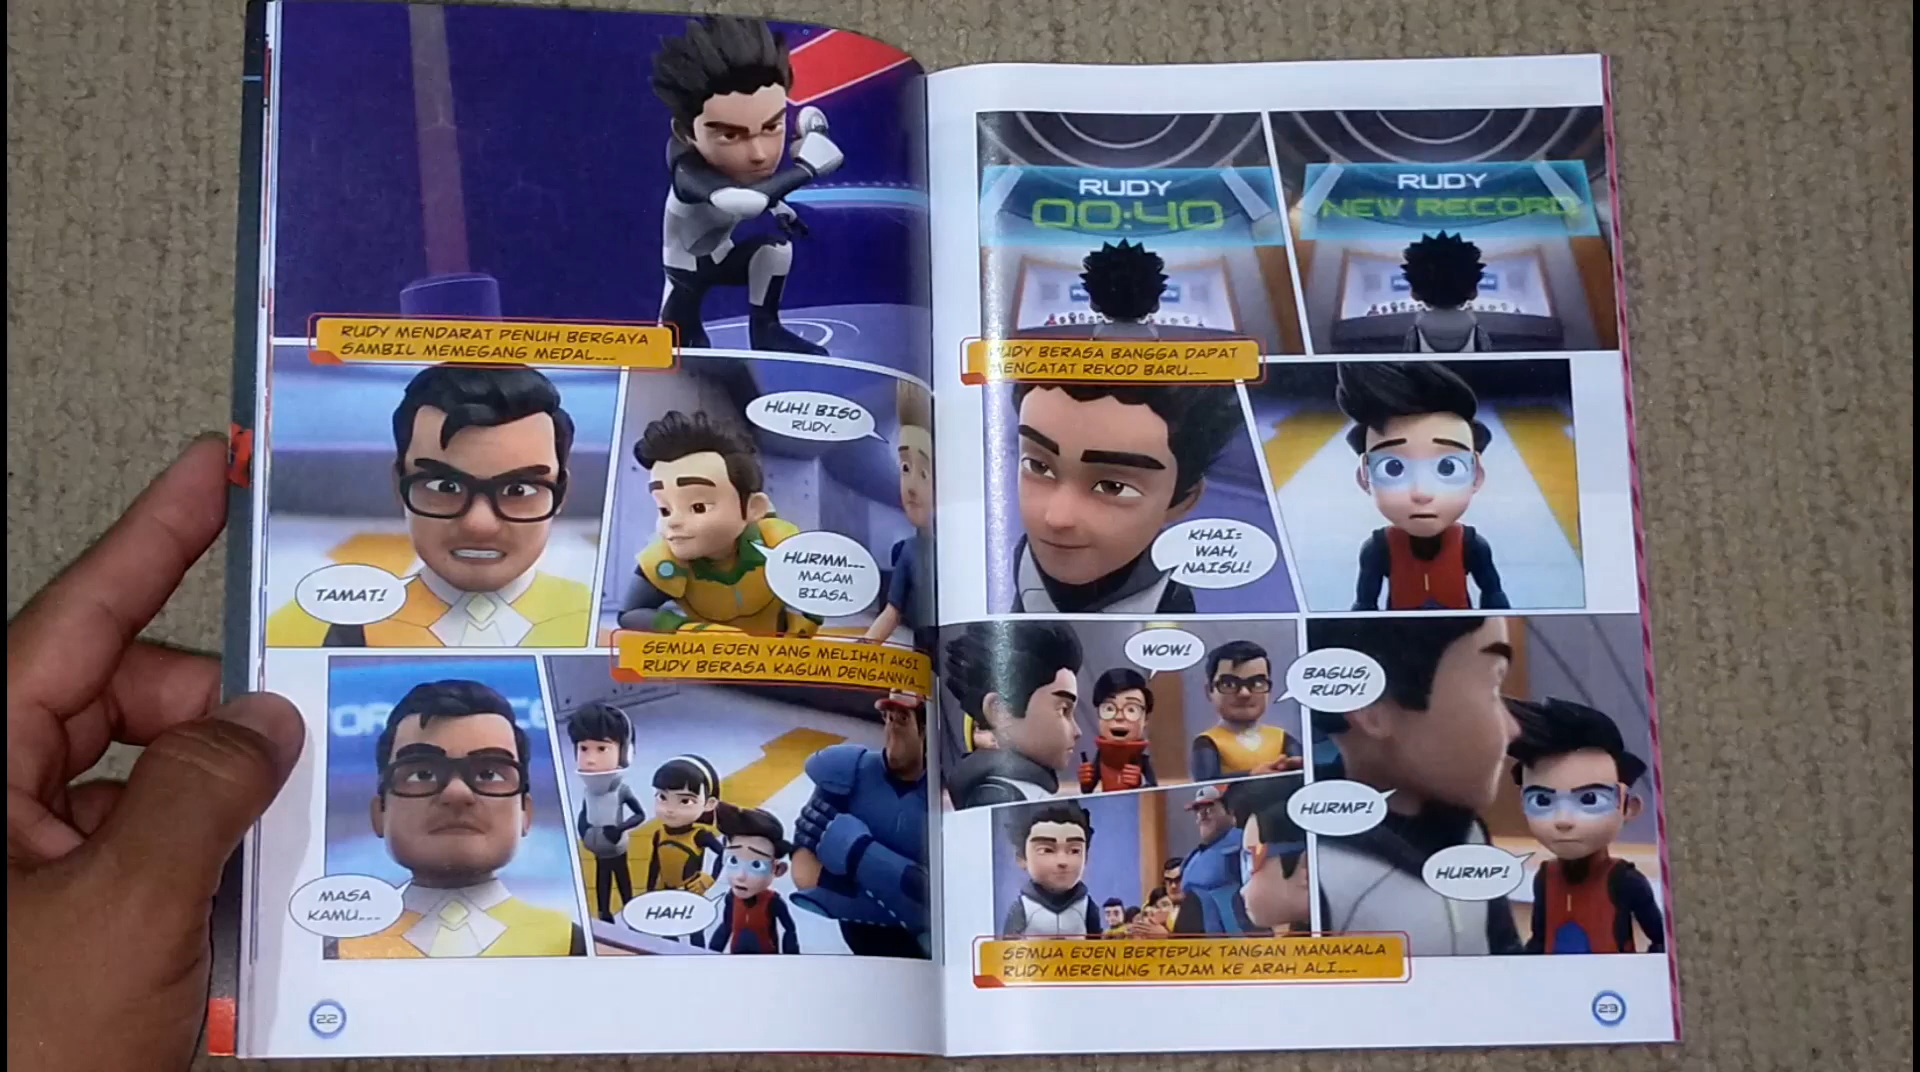 RUDY MENDARAT PENUH BERGAYA
SAMBIL MEMEGANG MEDAL...
TAMAT!
HUH! BISO
RUDY.
HURMM...
MACAM
BIASA.
SEMUA EJEN YANG MELIHAT AKSI
RUDY BERASA KAGUM DENGANNYA...
MASA
KAMU...
HAH!
22
RUDY
00:40
RUDY
NEW RECORD
RUDY BERASA BANGGA DAPAT
MENCATAT REKOD BARU...
KHAI:
WAH,
NAISU!
WOW!
BAGUS,
RUDY!
HURMP!
HURMP!
SEMUA EJEN BERTEPUK TANGAN MANAKALA
RUDY MERENUNG TAJAM KE ARAH ALI...
23